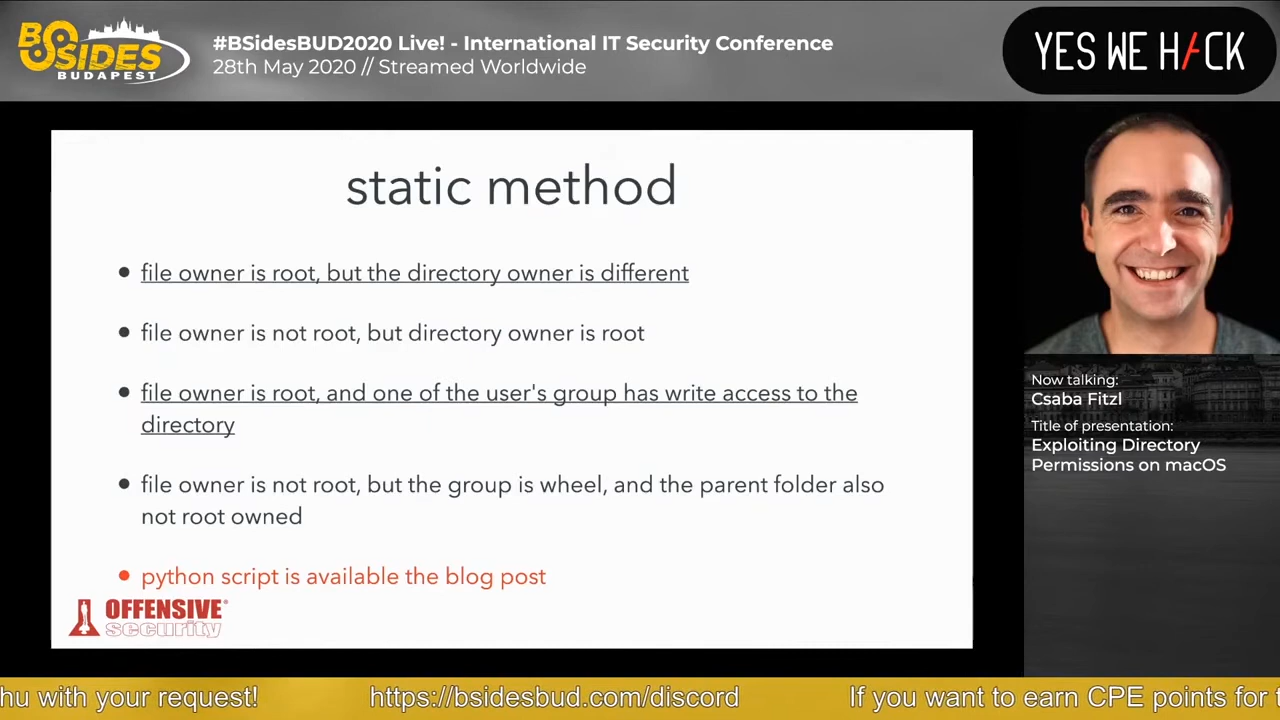 BSIDES
BUDAPEST
#BSidesBUD2020 Live! - International IT Security Conference
28th May 2020 // Streamed Worldwide
YES WE H/CK
static method
• file owner is root, but the directory owner is different
• file owner is not root, but directory owner is root
• file owner is root, and one of the user's group has write access to the
directory
• file owner is not root, but the group is wheel, and the parent folder also
not root owned
• python script is available the blog post
OFFENSIVE®
security
Now talking:
Csaba Fitzl
Title of presentation:
Exploiting Directory
Permissions on macOS
hu with your request! https://bsidesbud.com/discord If you want to earn CPE points for t